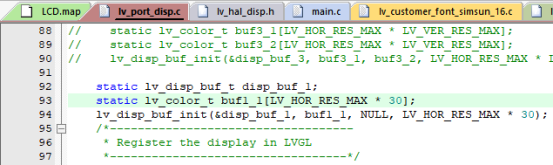 LCD.map lv_port_disp.c lv_hal_disp.h main.c lv_customer_font_simsun_16.c
88 // static lv_color_t buf3_1[LV_HOR_RES_MAX * LV_VER_RES_MAX];
89 // static lv_color_t buf3_2[LV_HOR_RES_MAX * LV_VER_RES_MAX];
90 // lv_disp_buf_init(&disp_buf_3, buf3_1, buf3_2, LV_HOR_RES_MAX *
91
92 static lv_disp_buf_t disp_buf_1;
93 static lv_color_t buf1_1[LV_HOR_RES_MAX * 30];
94 lv_disp_buf_init(&disp_buf_1, buf1_1, NULL, LV_HOR_RES_MAX * 30);
95 /*-----------------------------------
96 * Register the display in LVGL
97 *-----------------------------------*/